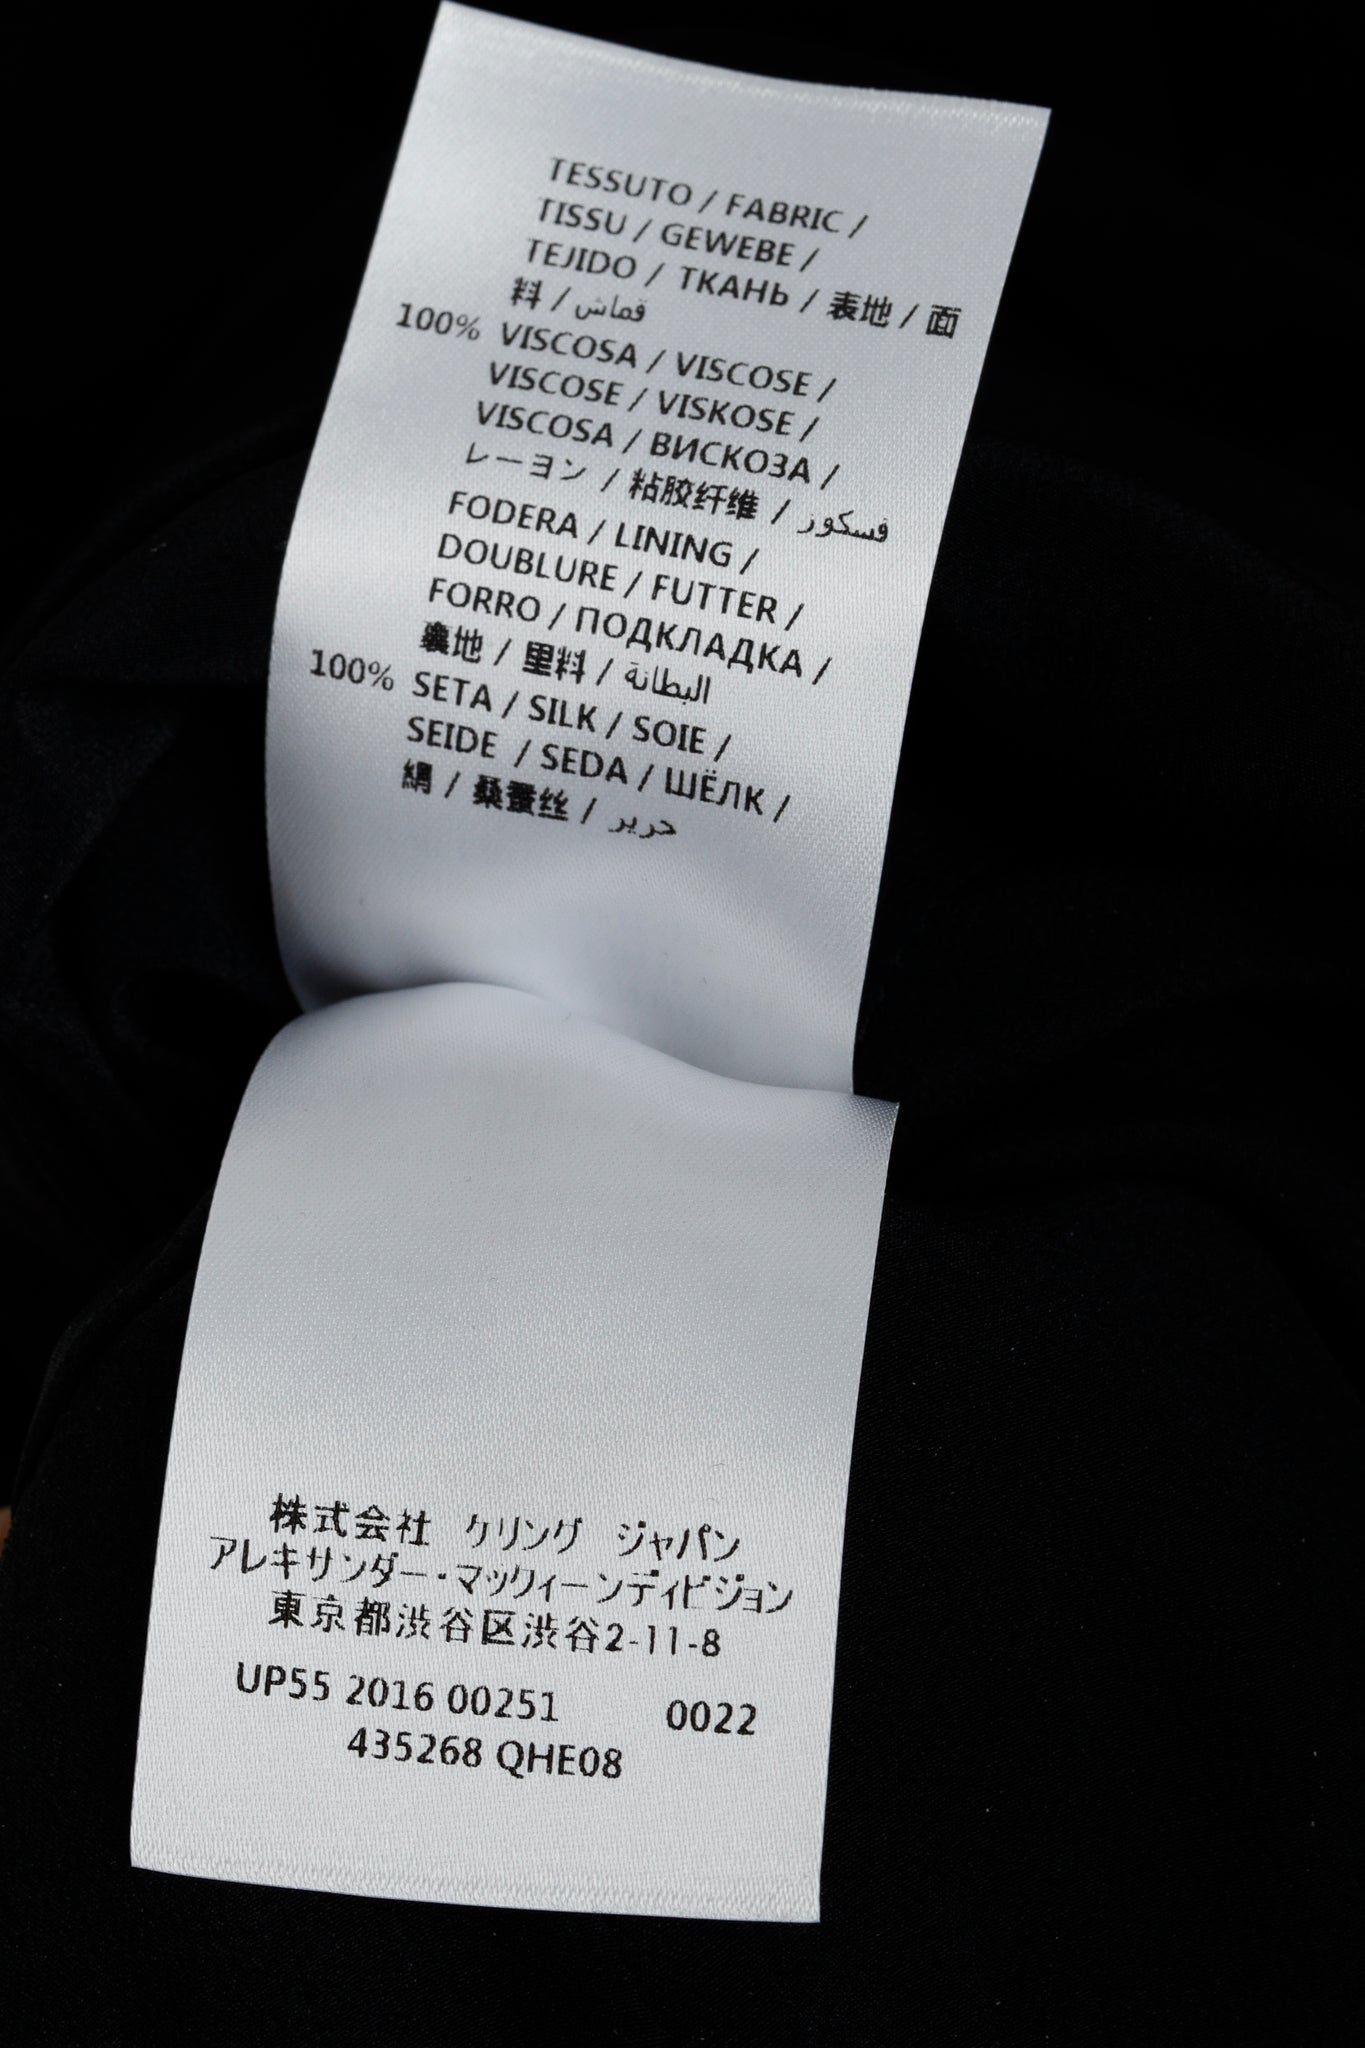 TESSUTO / FABRIC /
TISSU / GEWEBE /
TEJIDO / ТКАНЬ / 表地 / 面
料 / قماش
100% VISCOSA / VISCOSE /
VISCOSE / VISKOSE /
VISCOSA / ВИСКОЗА /
レーヨン / 粘胶纤维 / فسكوز
FODERA / LINING /
DOUBLURE / FUTTER /
FORRO / ПОДКЛАДКА /
裏地 / 里料 / البطانة
100% SETA / SILK / SOIE /
SEIDE / SEDA / ШЁЛК /
絹 / 桑蚕丝 / حرير
株式会社 ケリング ジャパン
アレキサンダー・マックィーンディビジョン
東京都渋谷区渋谷2-11-8
UP55 2016 00251 0022
435268 QHE08